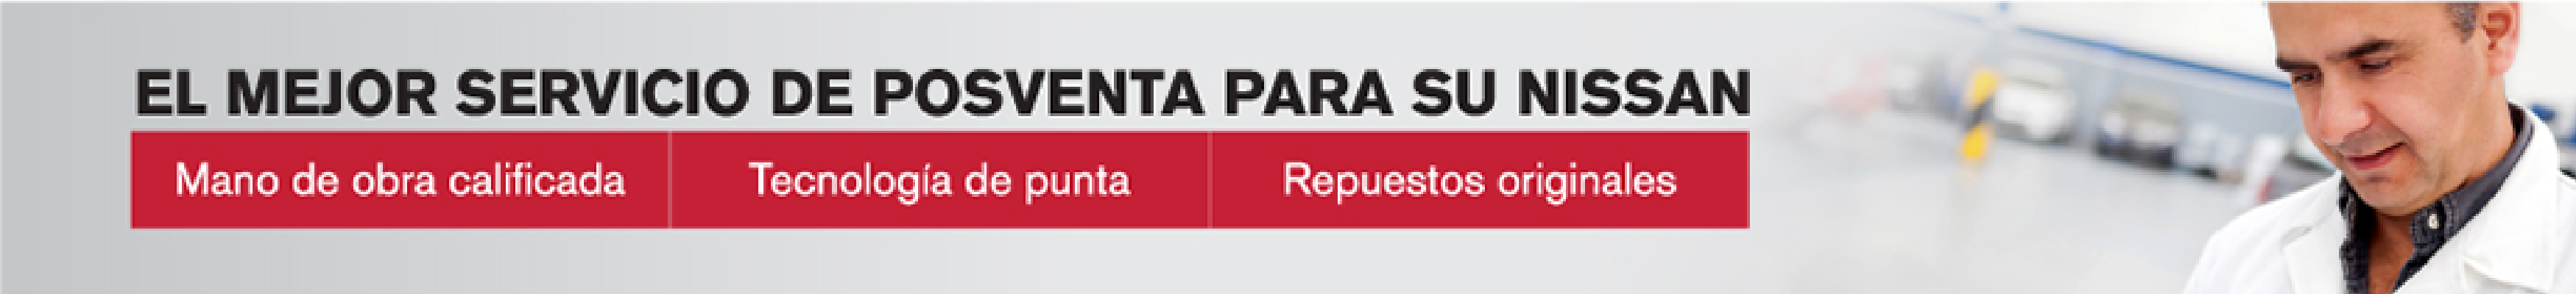 EL MEJOR SERVICIO DE POSVENTA PARA SU NISSAN
Mano de obra calificada
Tecnología de punta
Repuestos originales